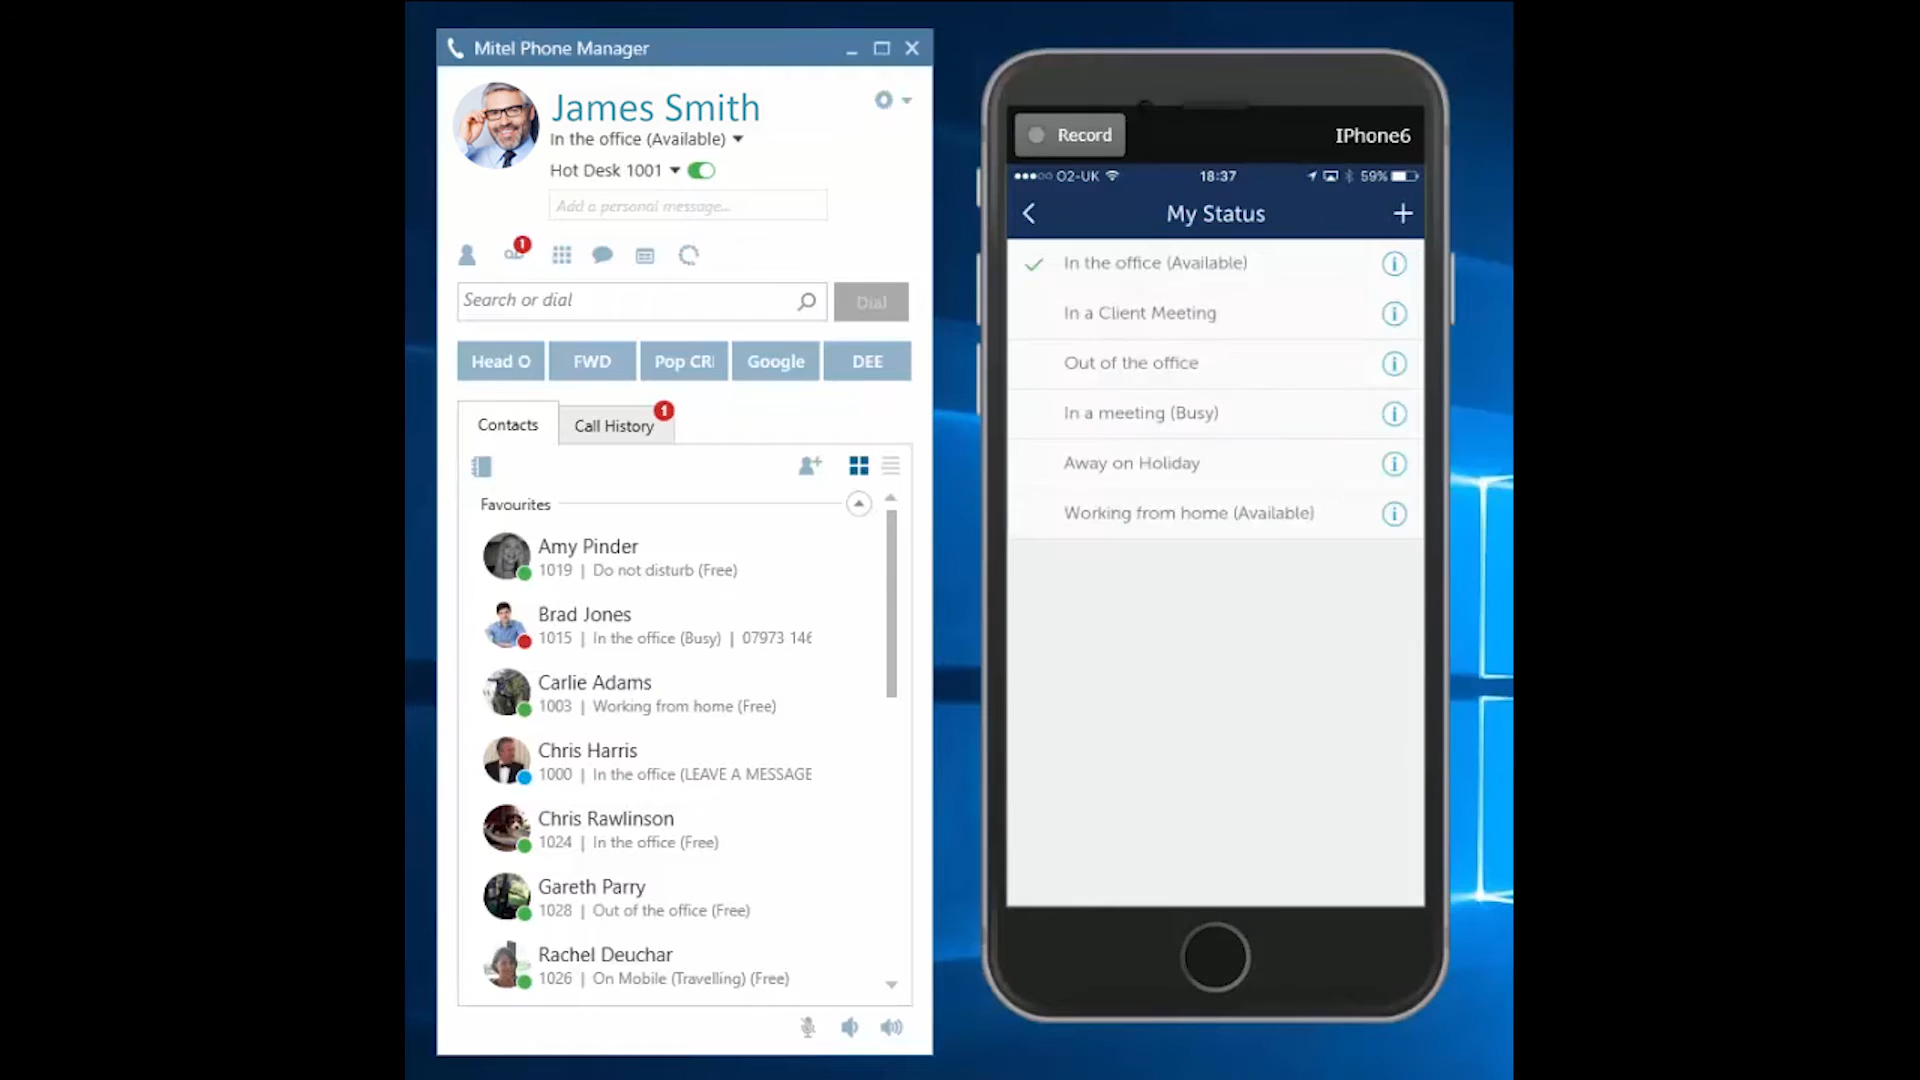 Mitel Phone Manager
James Smith
In the office (Available)
Hot Desk 1001
Add a personal message...
1
Search or dial
Dial
Head O
FWD
Pop CRI
Google
DEE
Contacts
Call History
1
Favourites
Amy Pinder
1019 | Do not disturb (Free)
Brad Jones
1015 | In the office (Busy) | 07973 146
Carlie Adams
1003 | Working from home (Free)
Chris Harris
1000 | In the office (LEAVE A MESSAGE
Chris Rawlinson
1024 | In the office (Free)
Gareth Parry
1028 | Out of the office (Free)
Rachel Deuchar
1026 | On Mobile (Travelling) (Free)
Record
IPhone6
O2-UK
18:37
59%
My Status
In the office (Available)
In a Client Meeting
Out of the office
In a meeting (Busy)
Away on Holiday
Working from home (Available)